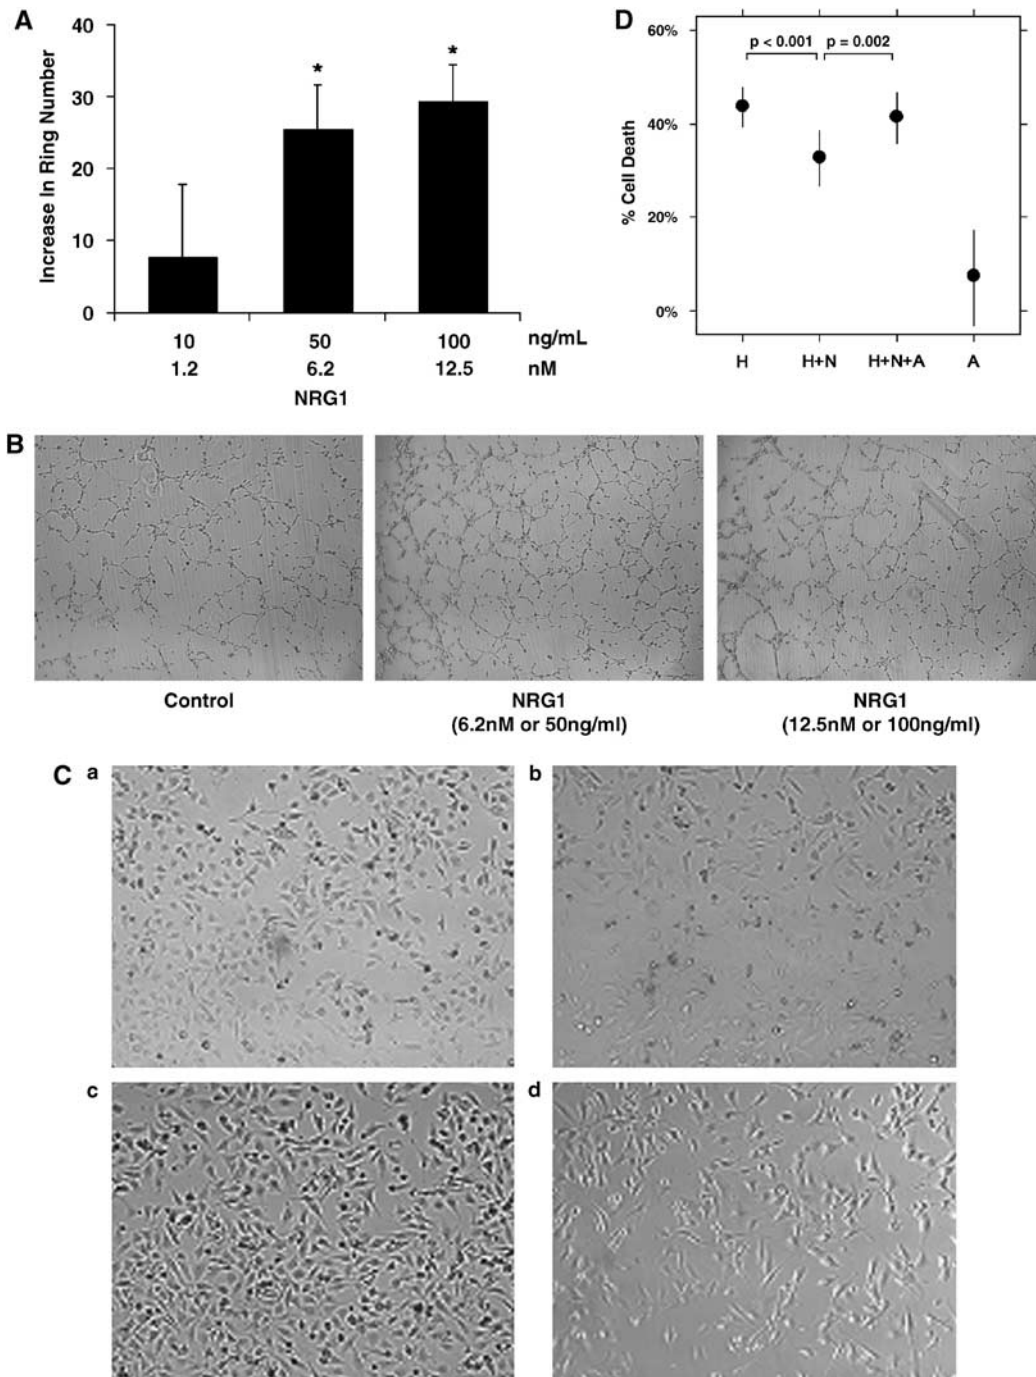 A
Increase In Ring Number
40
30
20
10
0
*
*
10 50 100 ng/mL
1.2 6.2 12.5 nM
NRG1
D
% Cell Death
60%
40%
20%
0%
p < 0.001 p = 0.002
H H+N H+N+A A
B
Control
NRG1
(6.2nM or 50ng/ml)
NRG1
(12.5nM or 100ng/ml)
C a
b
c
d